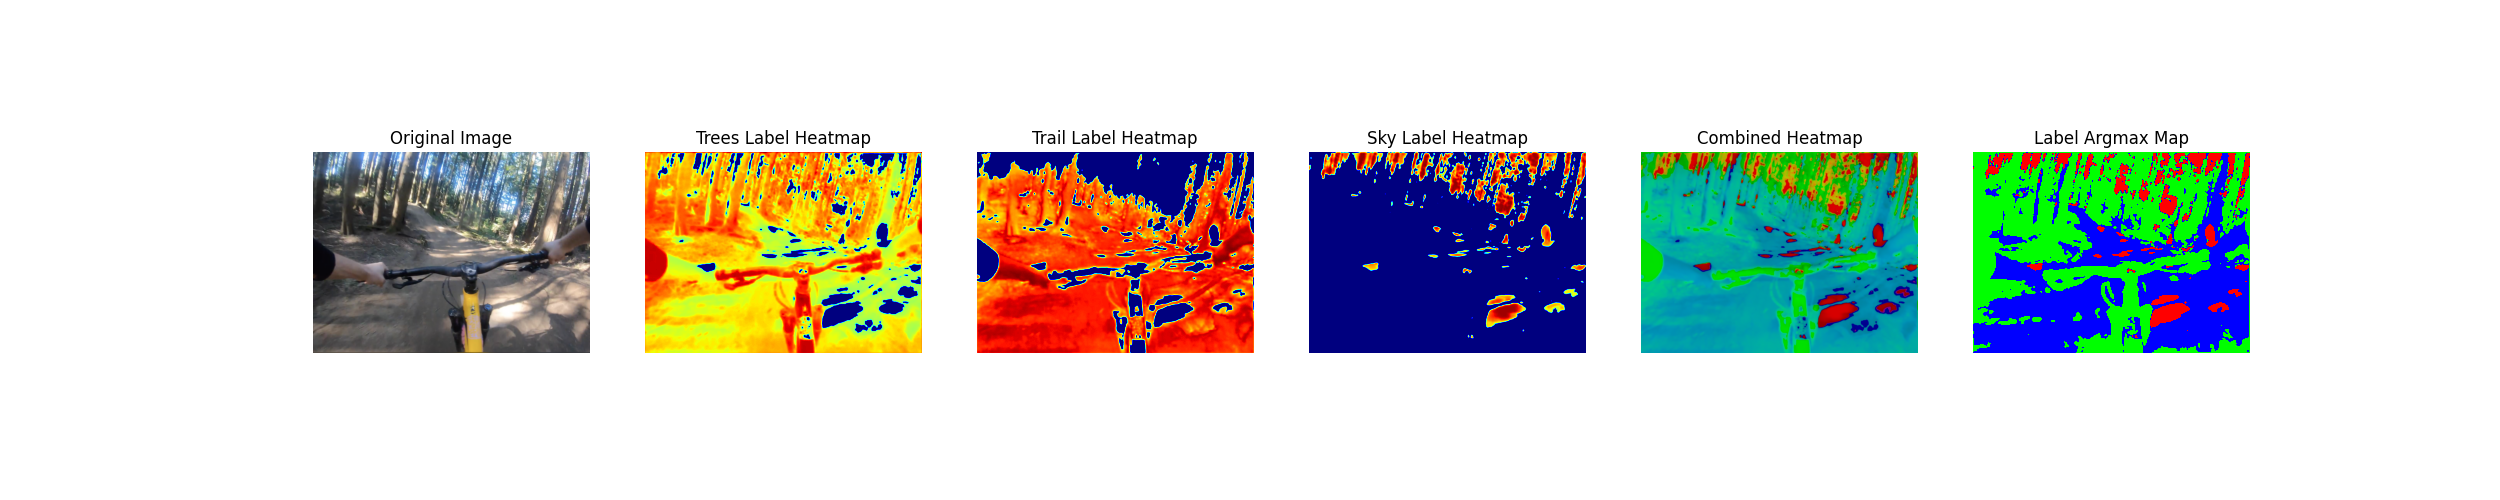 Original Image
Trees Label Heatmap
Trail Label Heatmap
Sky Label Heatmap
Combined Heatmap
Label Argmax Map